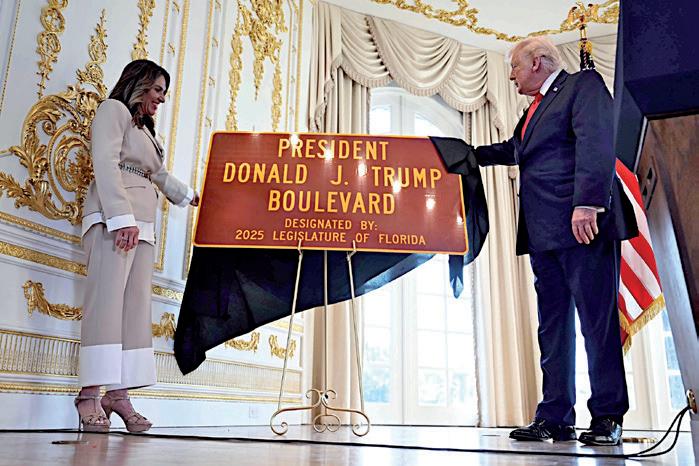 PRESIDENT
DONALD J. TRUMP
BOULEVARD
DESIGNATED BY:
2025 LEGISLATURE OF FLORIDA